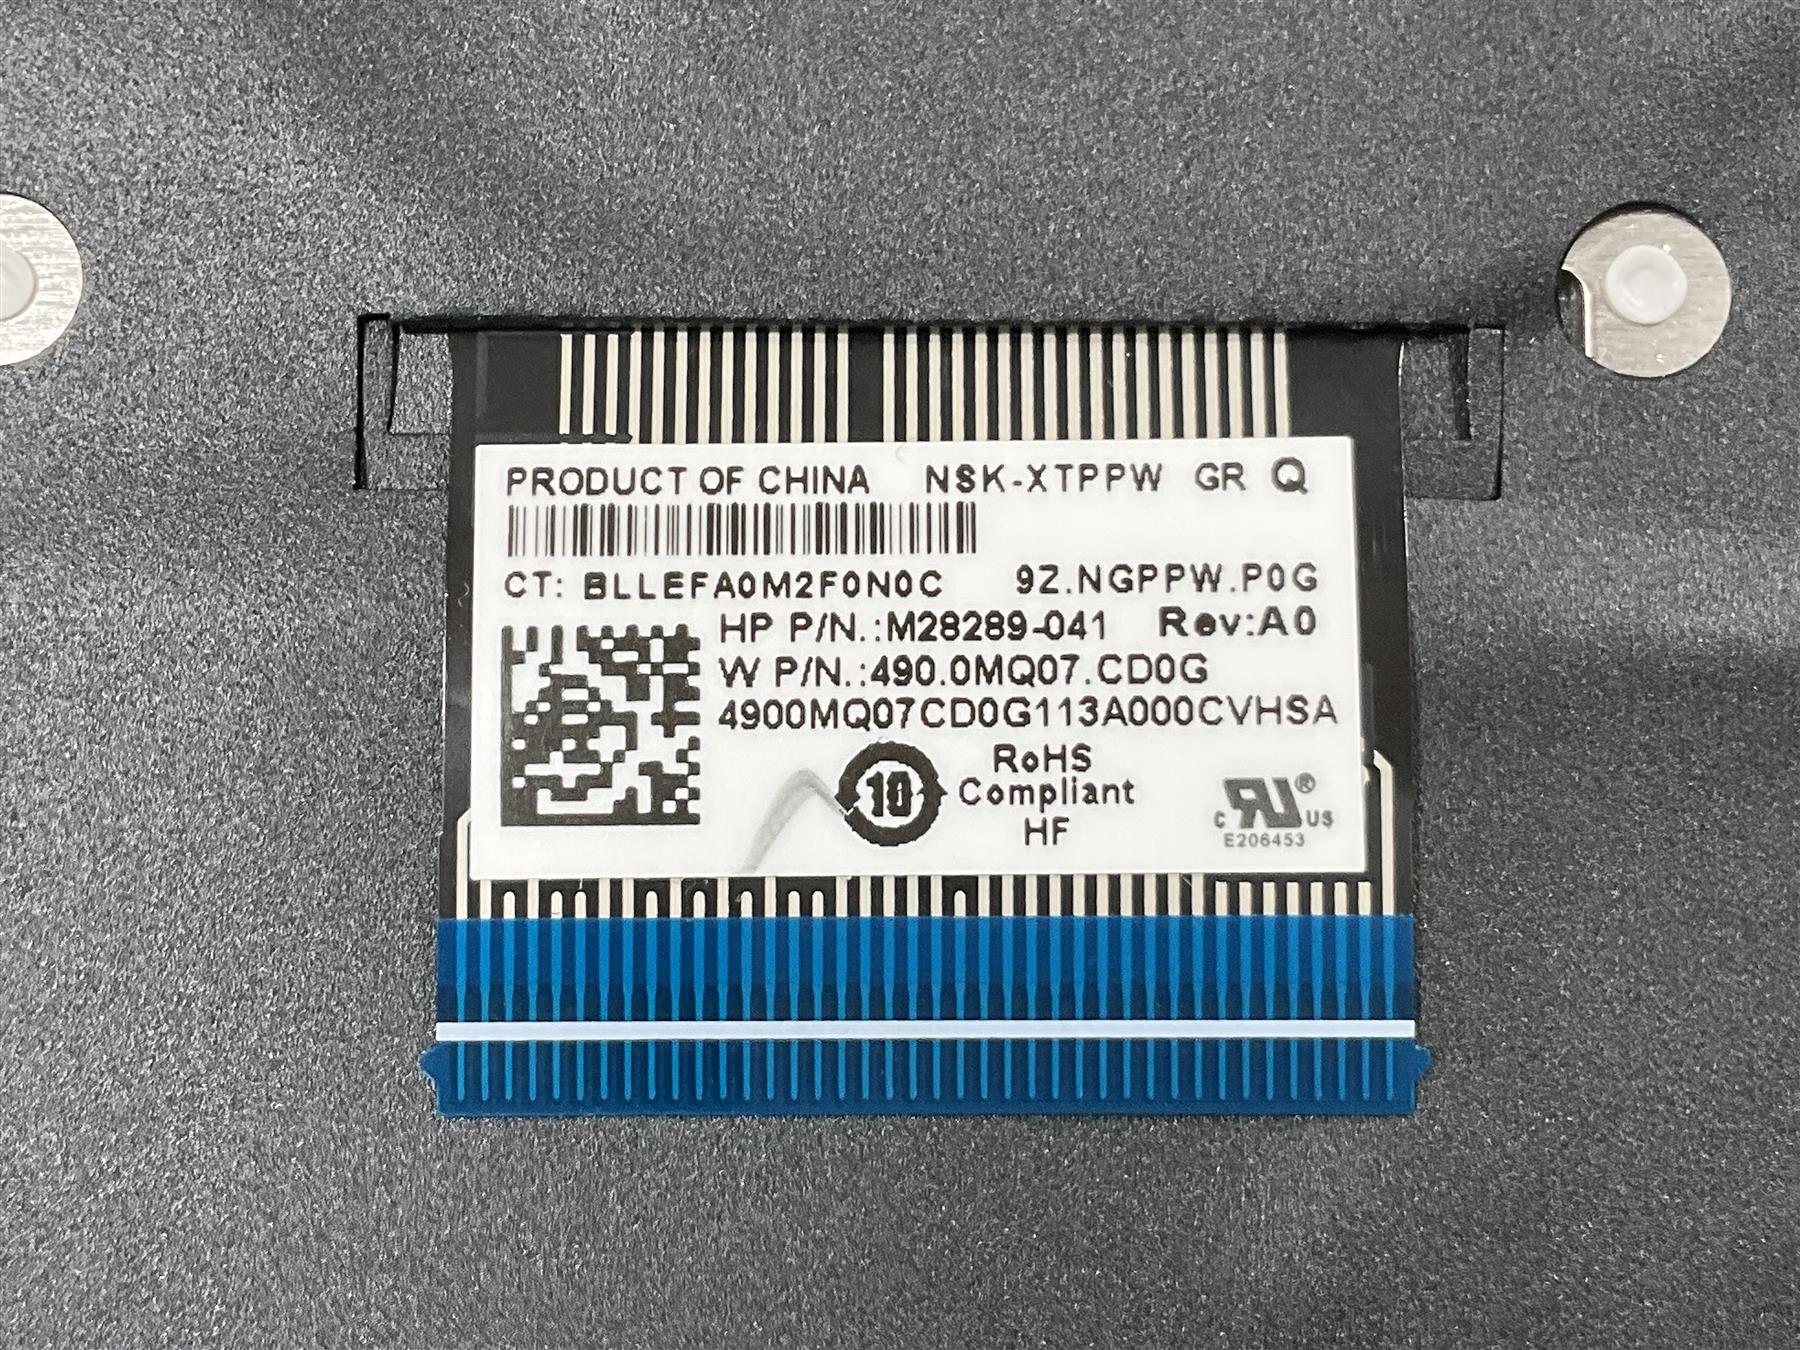 PRODUCT OF CHINA NSK-XTPPW GR Q
CT: BLLEFA0M2F0N0C 9Z.NGPPW.P0G
HP P/N.:M28289-041 Rev:A0
W P/N.:490.0MQ07.CD0G
4900MQ07CD0G113A000CVHSA
10
RoHS
Compliant
HF
c RU ® US
E206453